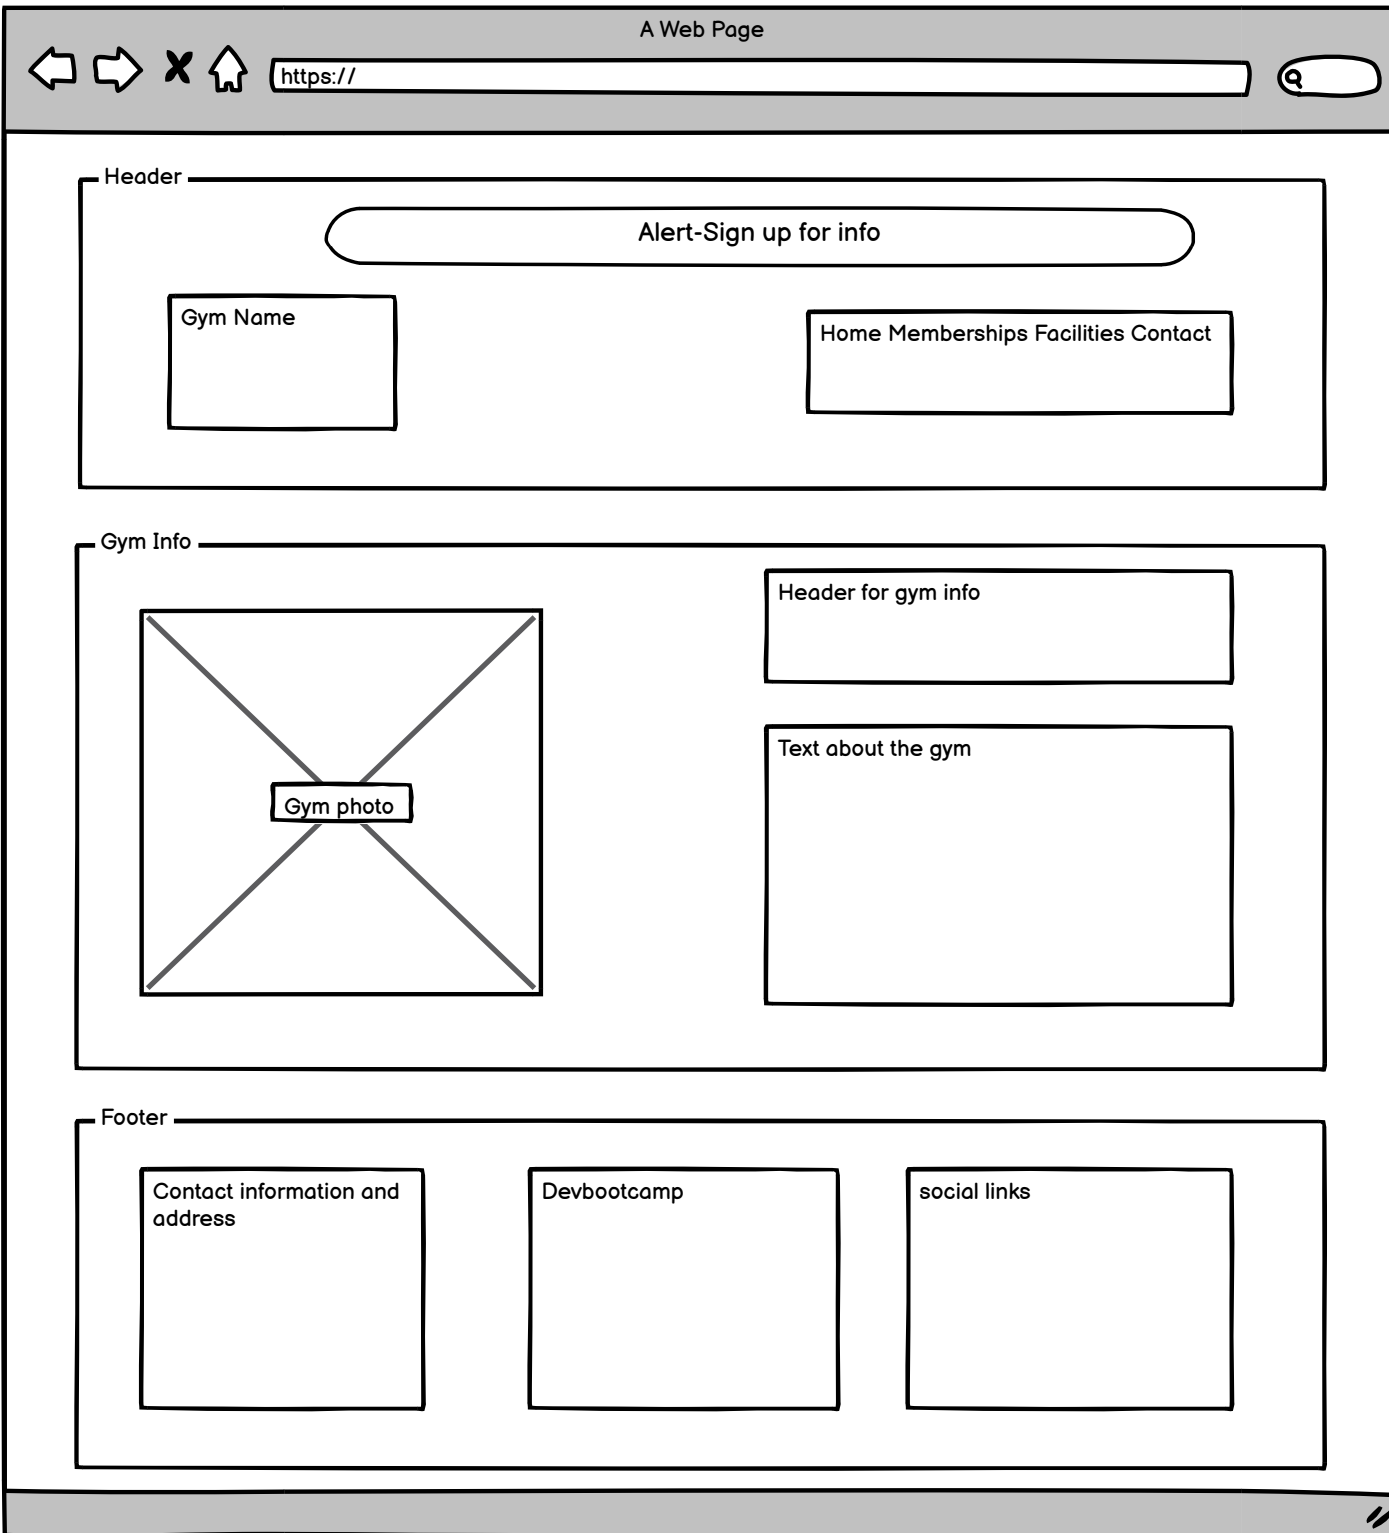 A Web Page
https://
Header
Alert-Sign up for info
Gym Name
Home Memberships Facilities Contact
Gym Info
Header for gym info
Text about the gym
Gym photo
Footer
Contact information and
address
Devbootcamp
social links